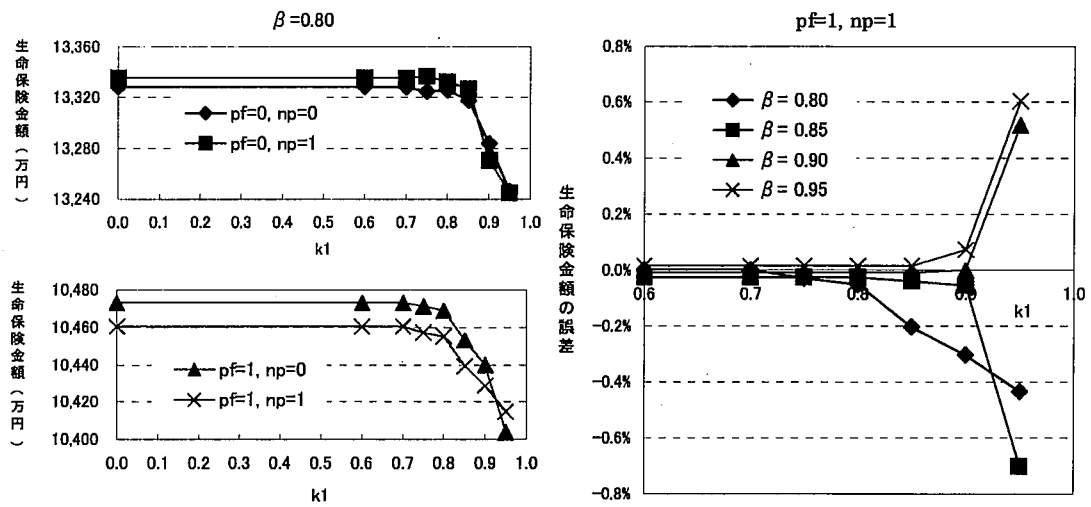 β=0.80
生命保険金額(万円)
13,360
13,320
13,280
13,240
pf=0, np=0
pf=0, np=1
0.0 0.1 0.2 0.3 0.4 0.5 0.6 0.7 0.8 0.9 1.0
k1
生命保険金額(万円)
10,480
10,460
10,440
10,420
10,400
pf=1, np=0
pf=1, np=1
0.0 0.1 0.2 0.3 0.4 0.5 0.6 0.7 0.8 0.9 1.0
k1
pf=1, np=1
生命保険金額の誤差
0.8%
0.6%
0.4%
0.2%
0.0%
−0.2%
−0.4%
−0.6%
−0.8%
β = 0.80
β = 0.85
β = 0.90
β = 0.95
0.6 0.7 0.8 0.9 1.0
k1